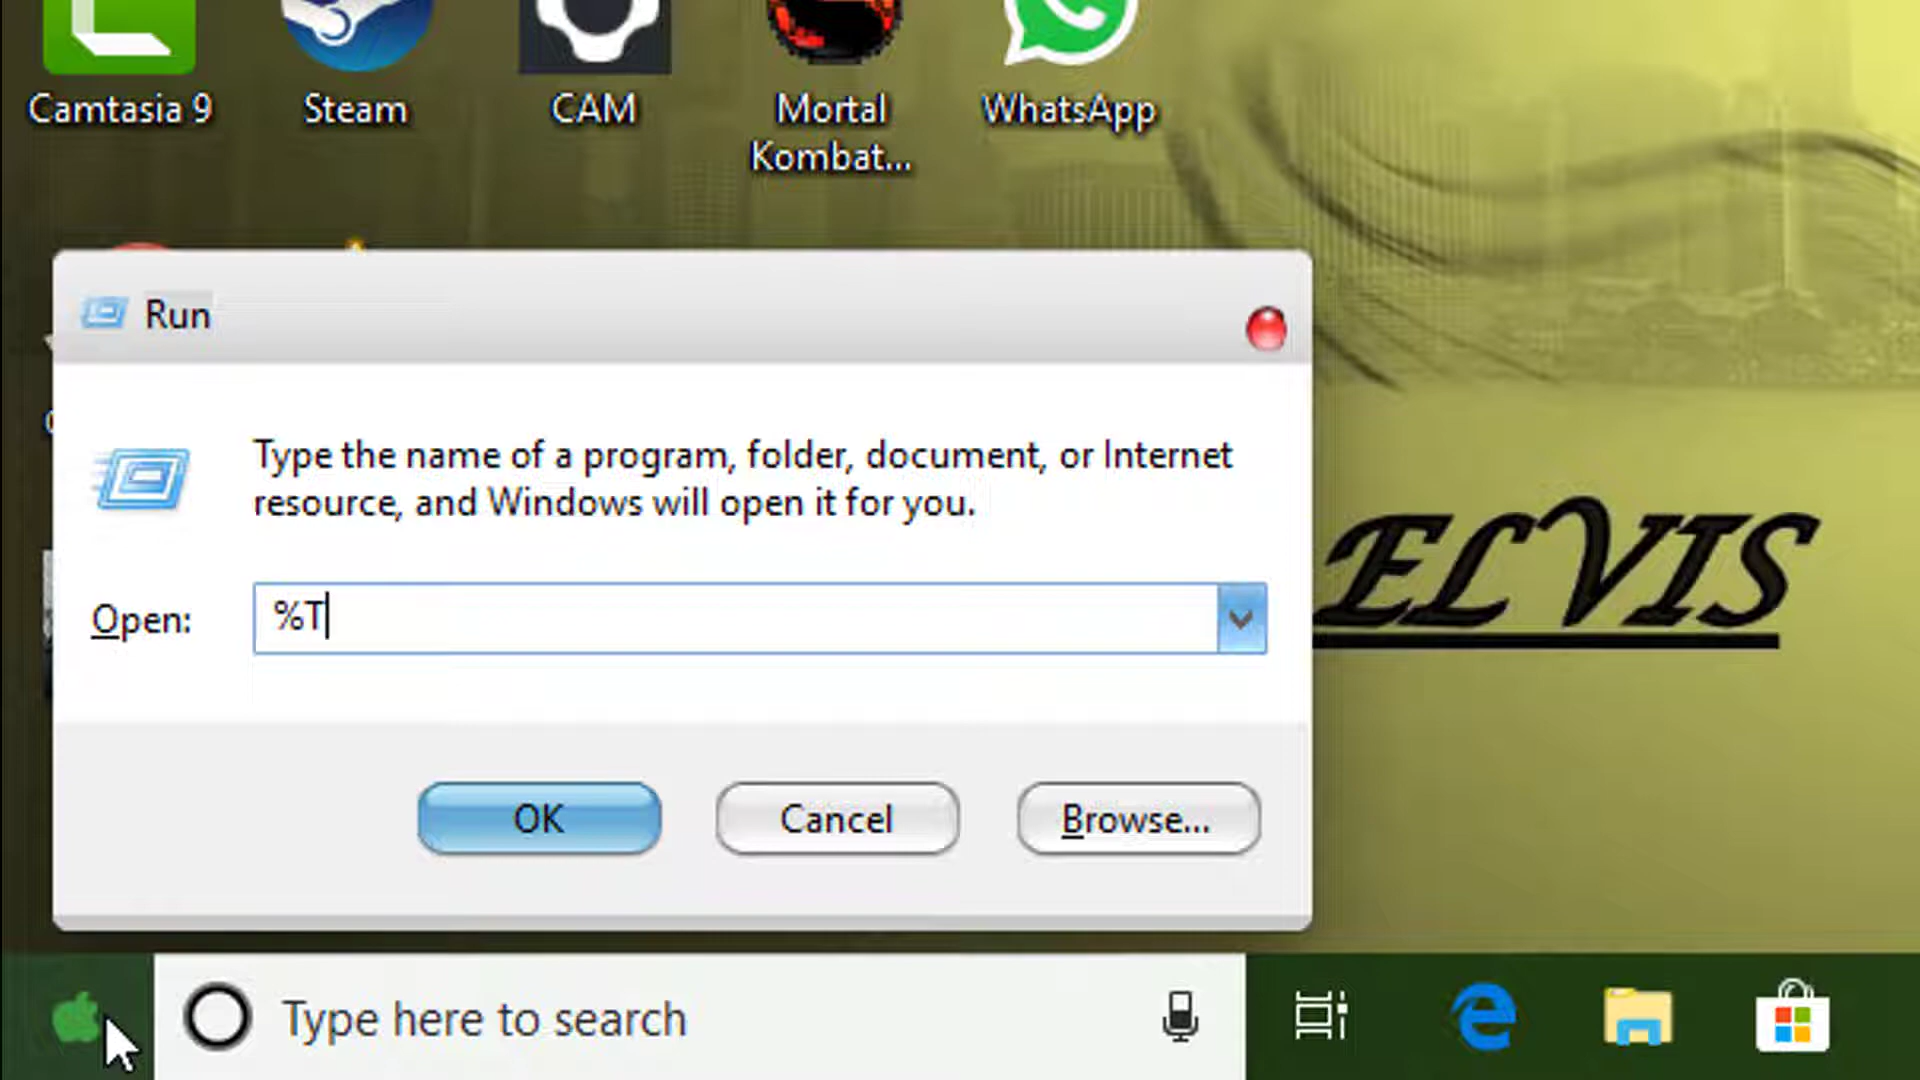 Camtasia 9
Steam
CAM
Mortal
Kombat...
WhatsApp
Run
Type the name of a program, folder, document, or Internet
resource, and Windows will open it for you.
Open:
%T
ELVIS
OK
Cancel
Browse...
Type here to search